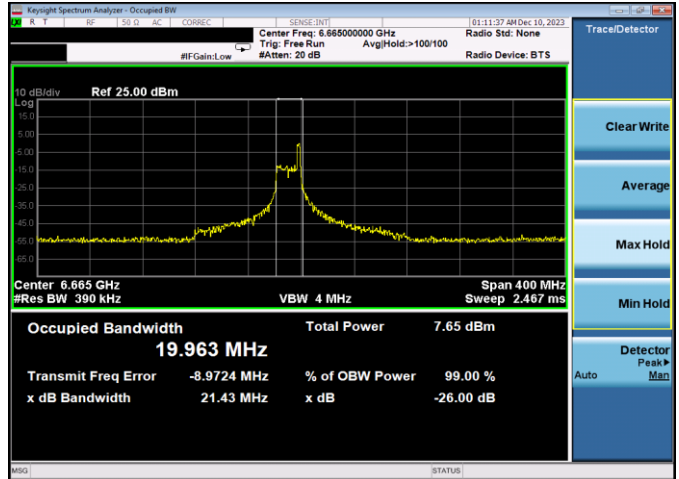 Keysight Spectrum Analyzer - Occupied BW
R T RF 50 Ω AC CORREC SENSE:INT 01:11:37 AM Dec 10, 2023
Center Freq: 6.665000000 GHz Radio Std: None
Trig: Free Run Avg|Hold:>100/100
#IFGain:Low #Atten: 20 dB Radio Device: BTS
Trace/Detector
10 dB/div Ref 25.00 dBm
Log
15.0
5.00
-5.00
-15.0
-25.0
-35.0
-45.0
-55.0
-65.0
Center 6.665 GHz Span 400 MHz
#Res BW 390 kHz VBW 4 MHz Sweep 2.467 ms
Occupied Bandwidth Total Power 7.65 dBm
19.963 MHz
Transmit Freq Error -8.9724 MHz % of OBW Power 99.00 %
x dB Bandwidth 21.43 MHz x dB -26.00 dB
Clear Write
Average
Max Hold
Min Hold
Detector
Peak▶
Auto Man
MSG STATUS